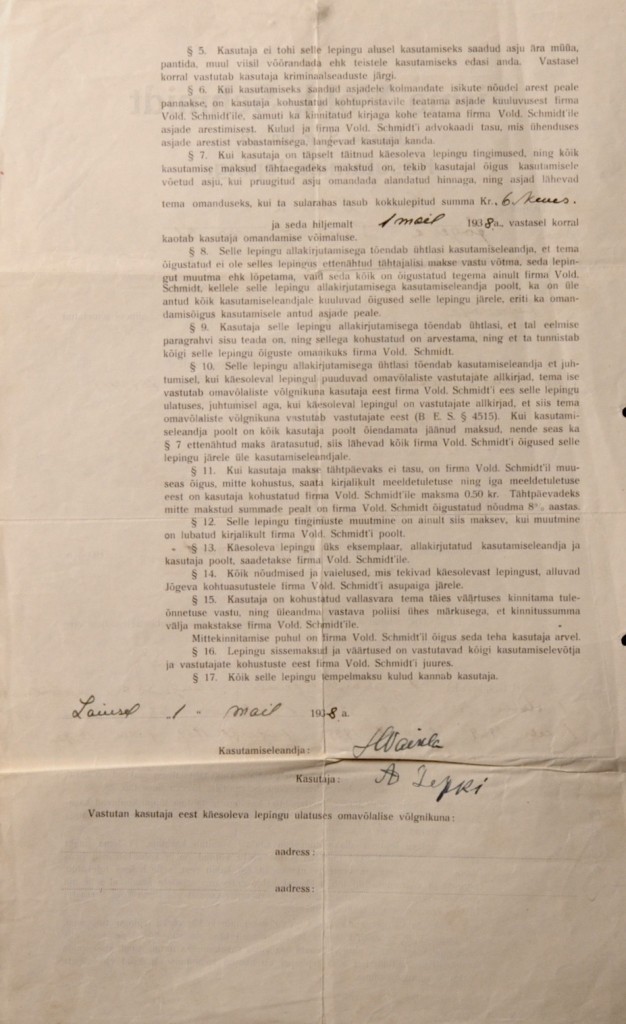 § 5. Kasutaja ei tohi selle lepingu alusel kasutamiseks saadud asju ära müüa,
pantida, muul viisil võõrandada ehk teistele kasutamiseks edasi anda. Vastasel
korral vastutab kasutaja kriminaalseaduste järgi.
§ 6. Kui kasutamiseks saadud asjadele kolmandate isikute nõudel arest peale
pannakse, on kasutaja kohustatud kohtupristavile teatama asjade kuuluvusest firma
Vold. Schmidt'ile, samuti ka kinnitatud kirjaga kohe teatama firma Vold. Schmidt'ile
asjade arestimisest. Kulud ja firma Vold. Schmidt'i advokaadi tasu, mis ühenduses
asjade arestist vabastamisega, langevad kasutaja kanda.
§ 7. Kui kasutaja on täpselt täitnud käesoleva lepingu tingimused, ning kõik
kasutamise maksud tähtaegadeks makstud on, tekib kasutajal õigus kasutamisele
võetud asju, kui pruugitud asju omandada alandatud hinnaga, ning asjad lähevad
tema omanduseks, kui ta sularahas tasub kokkulepitud summa Kr. 6
ja seda hiljemalt 1 mail 1938 a., vastasel korral
kaotab kasutaja omandamise võimaluse.
§ 8. Selle lepingu allakirjutamisega tõendab ühtlasi kasutamiseleandja, et tema
õigustatud ei ole selles lepingus ettenähtud tähtajalisi makse vastu võtma, seda lepin-
gut muutma ehk lõpetama, vaid seda kõik on õigustatud tegema ainult firma Vold.
Schmidt, kellele selle lepingu allakirjutamisega kasutamiseandja poolt, ka on üle
antud kõik kasutamiseandjale kuuluvad õigused selle lepingu järele, eriti ka oman-
damisõigus kasutamisele antud asjade peale.
§ 9. Kasutaja selle lepingu allakirjutamisega tõendab ühtlasi, et tal eelmise
paragrahvi sisu teada on, ning sellega kohustatud on arvestama, ning et ta tunnistab
kõigi selle lepingu õiguste omanikuks firma Vold. Schmidt.
§ 10. Selle lepingu allakirjutamisega ühtlasi tõendab kasutamiseleandja et juh-
tumisel, kui käesoleval lepingul puuduvad omavõlaliste vastutajate allkirjad, tema ise
vastutab omavõlaliste võlgnikuna kasutaja eest firma Vold. Schmidt'i ees selle lepingu
ulatuses, juhtumisel aga, kui käesoleval lepingul on vastutajate allkirjad, et siis tema
omavõlaliste võlgnikuna vastutab vastutajate eest (B. E. S. § 4515). Kui kasutami-
seleandja poolt on kõik kasutaja poolt õiendamata jäänud maksud, nende seas ka
§ 7 ettenähtud maks äratasutud, siis lähevad kõik firma Vold. Schmidt'i õigused selle
lepingu järele üle kasutamiseleandjale.
§ 11. Kui kasutaja makse tähtpäevaks ei tasu, on firma Vold. Schmidt'il muu-
seas õigus, mitte kohustus, saata kirjalikult meeldetuletuse ning iga meeldetuletuse
eest on kasutaja kohustatud firma Vold. Schmidt'ile maksma 0.50 kr. Tähtpäevadeks
mitte makstud summade pealt on firma Vold. Schmidt õigustatud nõudma 8% aastas.
§ 12. Selle lepingu tingimuste muutmine on ainult siis maksev, kui muutmine
on lubatud kirjalikult firma Vold. Schmidt'i poolt.
§ 13. Käesoleva lepingu üks eksemplaar, allakirjutatud kasutamiseleandja ja
kasutaja poolt, saadetakse firma Vold. Schmidt'ile.
§ 14. Kõik nõudmised ja vaielused, mis tekivad käesolevast lepingust, alluvad
Jõgeva kohtuasutustele firma Vold. Schmidt'i asupaiga järele.
§ 15. Kasutaja on kohustatud vallasvara tema täies väärtuses kinnitama tule-
õnnetuse vastu, ning üleandma vastava poliisi ühes märkusega, et kinnitussumma
välja makstakse firma Vold. Schmidt'ile.
Mittekinnitamise puhul on firma Vold. Schmidt'il õigus seda teha kasutaja arvel.
§ 16. Lepingu sissemaksud ja väärtused on vastutavad kõigi kasutamiselevõtja
ja vastutajate kohustuste eest firma Vold. Schmidt'i juures.
§ 17. Kõik selle lepingu tempelmaksu kulud kannab kasutaja.
1 - mail 1938 a.
Kasutamiseleandja:
Kasutaja: A Teppi
Vastutan kasutaja eest käesoleva lepingu ulatuses omavõlalise võlgnikuna:
aadress:
aadress: